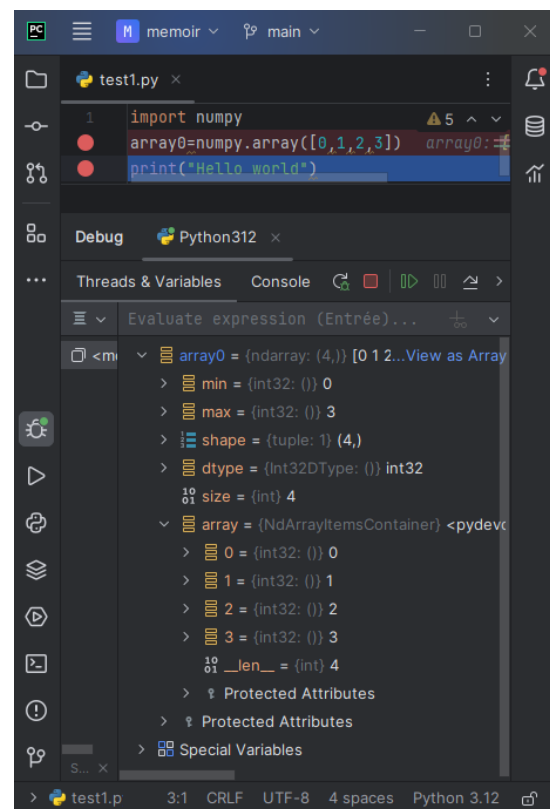 PC M memoir main
test1.py
1 import numpy 5
array0=numpy.array([0,1,2,3]) array0:
print("Hello world")
Debug Python312
Threads & Variables Console
Evaluate expression (Entrée)...
array0 = {ndarray: (4,)} [0 1 2...View as Array
min = {int32: ()} 0
max = {int32: ()} 3
shape = {tuple: 1} (4,)
dtype = {Int32DType: ()} int32
size = {int} 4
array = {NdArrayItemsContainer} <pydev
0 = {int32: ()} 0
1 = {int32: ()} 1
2 = {int32: ()} 2
3 = {int32: ()} 3
__len__ = {int} 4
Protected Attributes
Protected Attributes
Special Variables
S...
test1.p 3:1 CRLF UTF-8 4 spaces Python 3.12